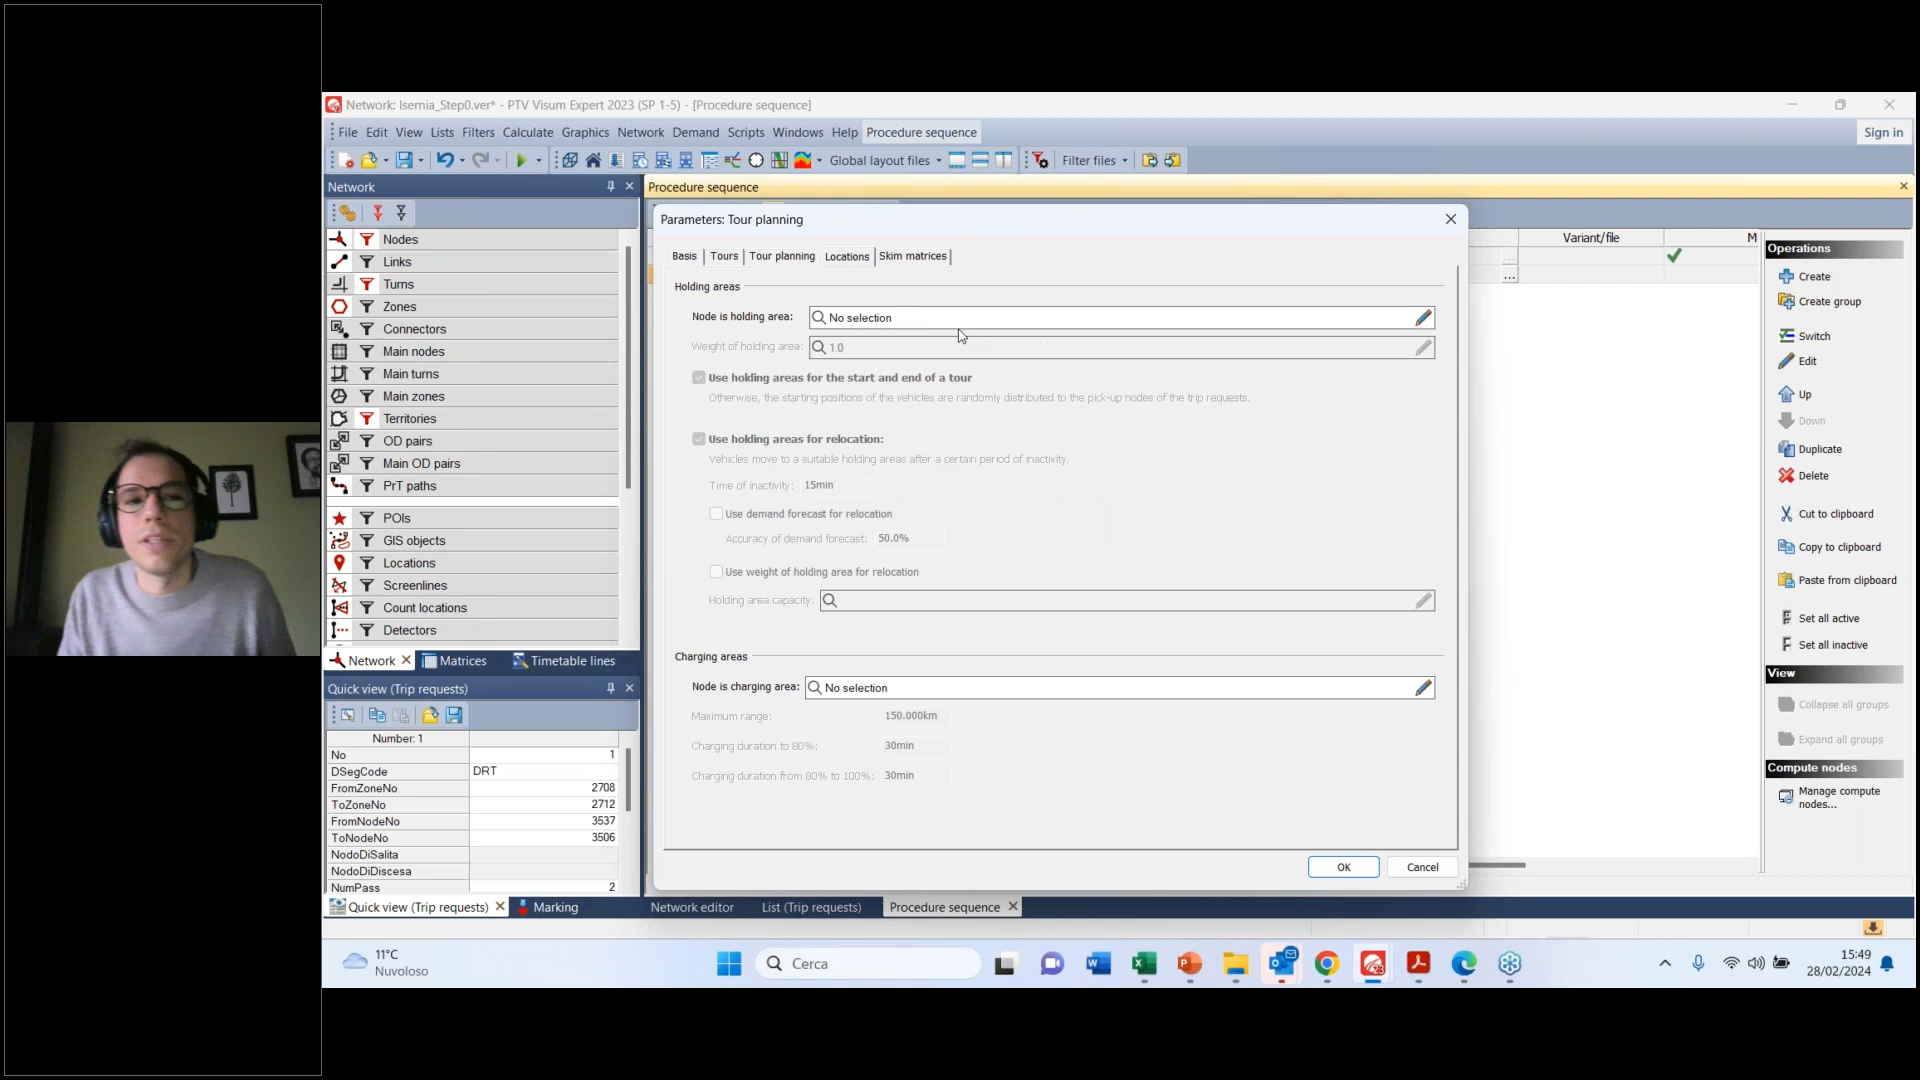 Network: Isernia_Step0.ver* - PTV Visum Expert 2023 (SP 1-5) - [Procedure sequence]
File Edit View Lists Filters Calculate Graphics Network Demand Scripts Windows Help Procedure sequence Sign in
Global layout files Filter files
Network
Nodes
Links
Turns
Zones
Connectors
Main nodes
Main turns
Main zones
Territories
OD pairs
Main OD pairs
PrT paths
POIs
GIS objects
Locations
Screenlines
Count locations
Detectors
Network Matrices Timetable lines
Quick view (Trip requests)
Number: 1
No 1
DSegCode DRT
FromZoneNo 2708
ToZoneNo 2712
FromNodeNo 3537
ToNodeNo 3506
NodoDiSalita
NodoDiDiscesa
NumPass 2
Quick view (Trip requests) Marking
Procedure sequence
Parameters: Tour planning
Basis Tours Tour planning Locations Skim matrices
Holding areas
Node is holding area: No selection
Weight of holding area: 1.0
Use holding areas for the start and end of a tour
Otherwise, the starting positions of the vehicles are randomly distributed to the pick-up nodes of the trip requests.
Use holding areas for relocation:
Vehicles move to a suitable holding areas after a certain period of inactivity.
Time of inactivity: 15min
Use demand forecast for relocation
Accuracy of demand forecast: 50.0%
Use weight of holding area for relocation
Holding area capacity:
Charging areas
Node is charging area: No selection
Maximum range: 150.000km
Charging duration to 80%: 30min
Charging duration from 80% to 100%: 30min
OK Cancel
Variant/file M
Network editor List (Trip requests) Procedure sequence
Operations
Create
Create group
Switch
Edit
Up
Down
Duplicate
Delete
Cut to clipboard
Copy to clipboard
Paste from clipboard
Set all active
Set all inactive
View
Collapse all groups
Expand all groups
Compute nodes
Manage compute
nodes...
11°C
Nuvoloso
Cerca
15:49
28/02/2024